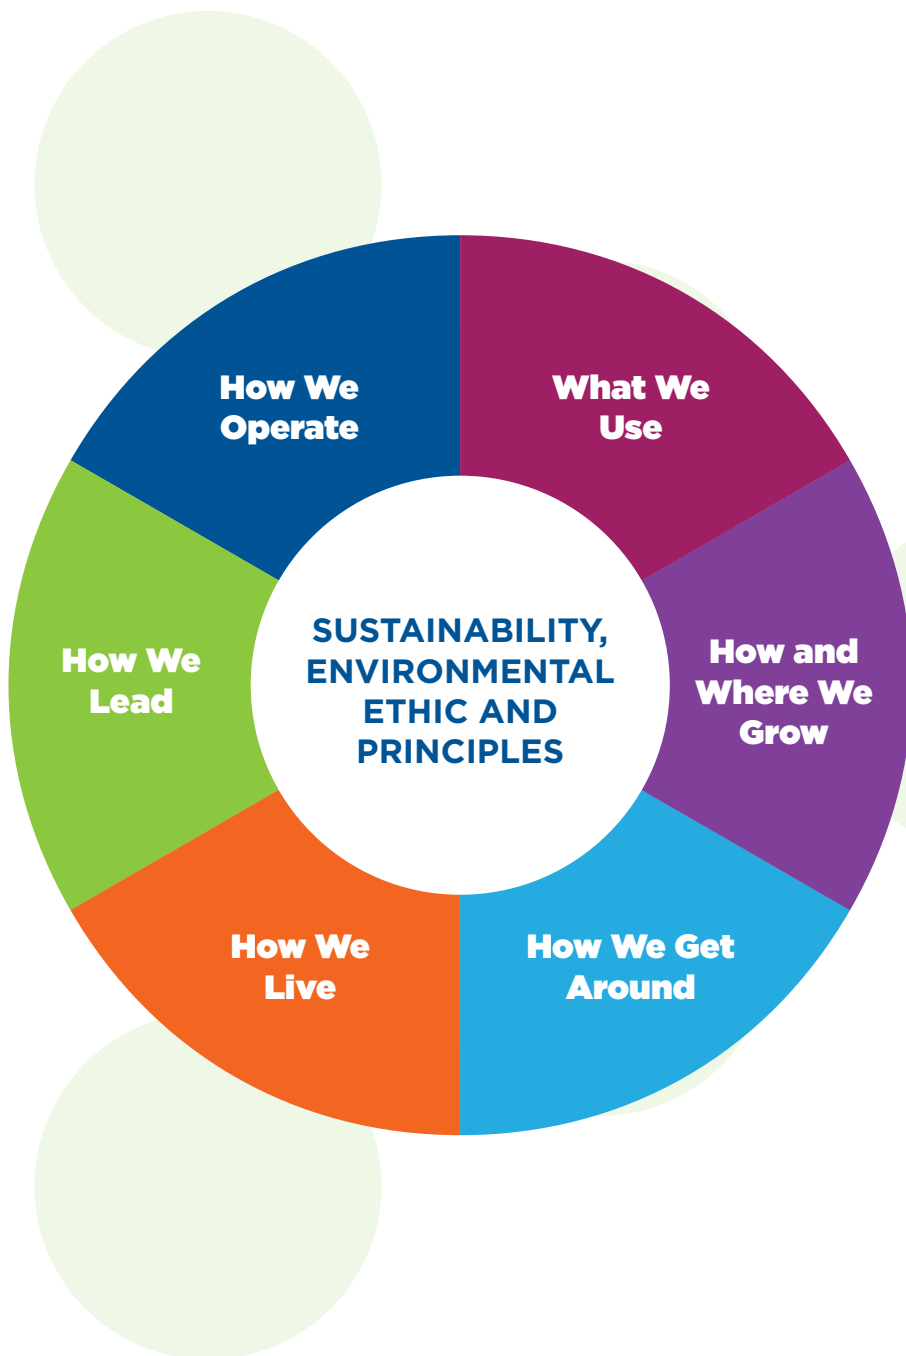 How We
Operate
What We
Use
How We
Lead
SUSTAINABILITY,
ENVIRONMENTAL
ETHIC AND
PRINCIPLES
How and
Where We
Grow
How We
Live
How We Get
Around